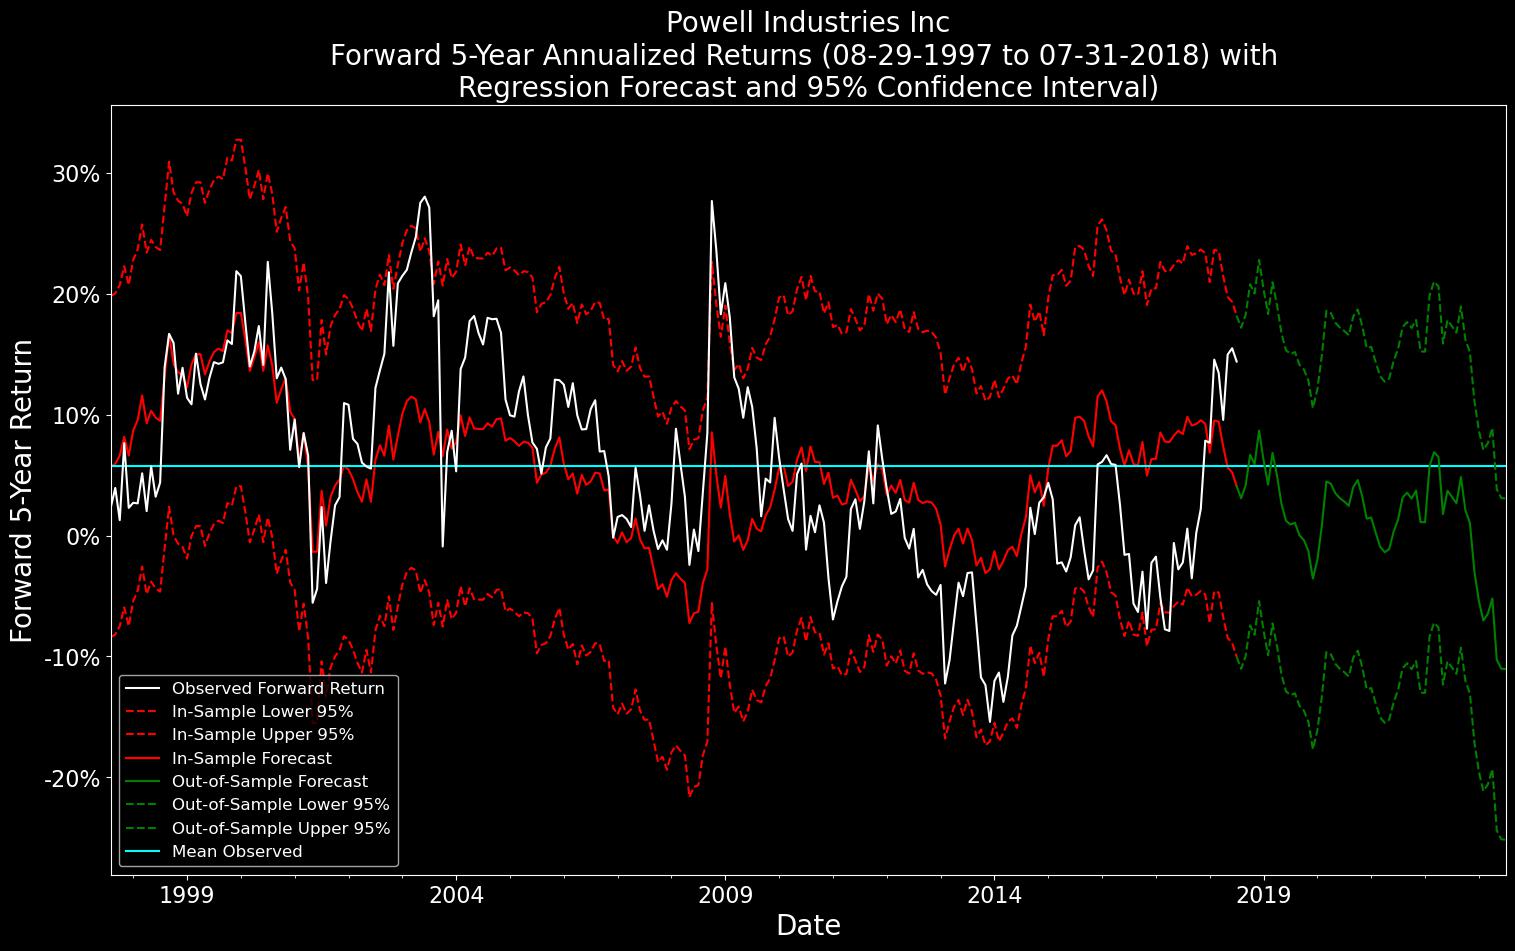 Powell Industries Inc
Forward 5-Year Annualized Returns (08-29-1997 to 07-31-2018) with
Regression Forecast and 95% Confidence Interval)
Forward 5-Year Return
30%
20%
10%
0%
-10%
-20%
Observed Forward Return
In-Sample Lower 95%
In-Sample Upper 95%
In-Sample Forecast
Out-of-Sample Forecast
Out-of-Sample Lower 95%
Out-of-Sample Upper 95%
Mean Observed
1999
2004
2009
2014
2019
Date